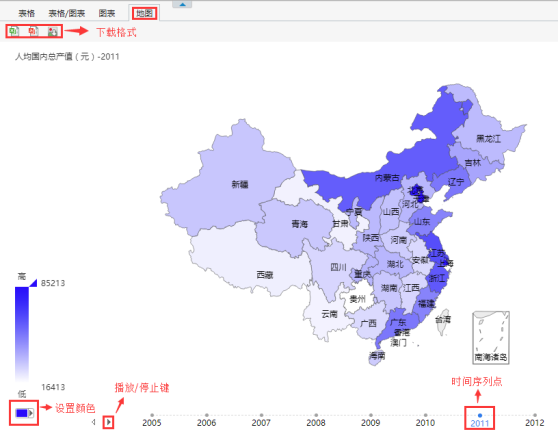 表格 表格/图表 图表 地图
下载格式
人均国内总产值（元）-2011
黑龙江
吉林
内蒙古
辽宁
新疆
北京
天津
河北
宁夏
山西
山东
青海
甘肃
陕西
河南
江苏
西藏
四川
重庆
湖北
安徽
上海
浙江
贵州
湖南
江西
福建
云南
广西
广东
台湾
香港
澳门
海南
南海诸岛
高
85213
16413
低
设置颜色
播放/停止键
时间序列点
2005 2006 2007 2008 2009 2010 2011 2012